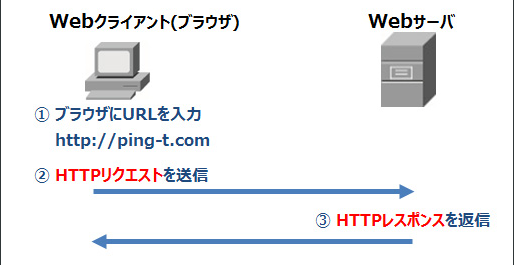 Webクライアント(ブラウザ)
Webサーバ
① ブラウザにURLを入力
http://ping-t.com
② HTTPリクエストを送信
③ HTTPレスポンスを返信